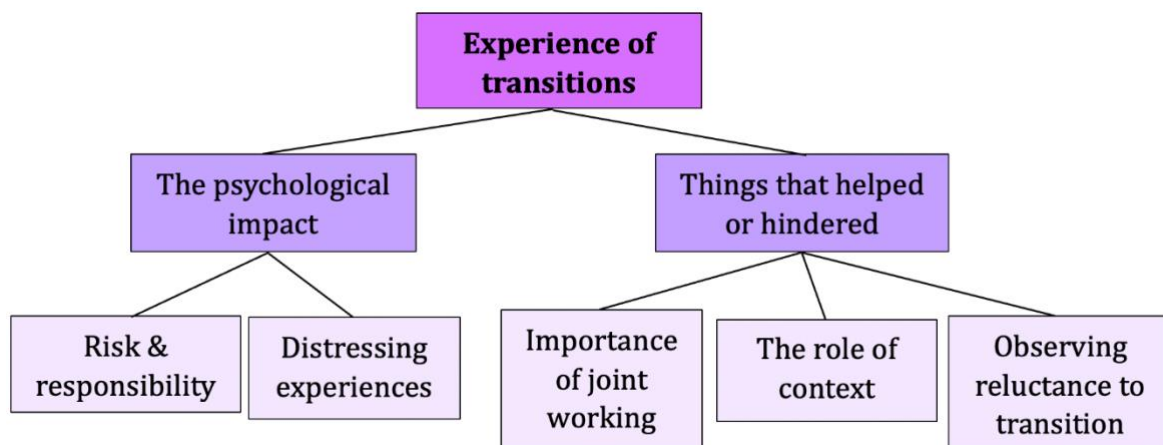 Experience of
transitions
The psychological
impact
Things that helped
or hindered
Risk &
responsibility
Distressing
experiences
Importance
of joint
working
The role of
context
Observing
reluctance to
transition